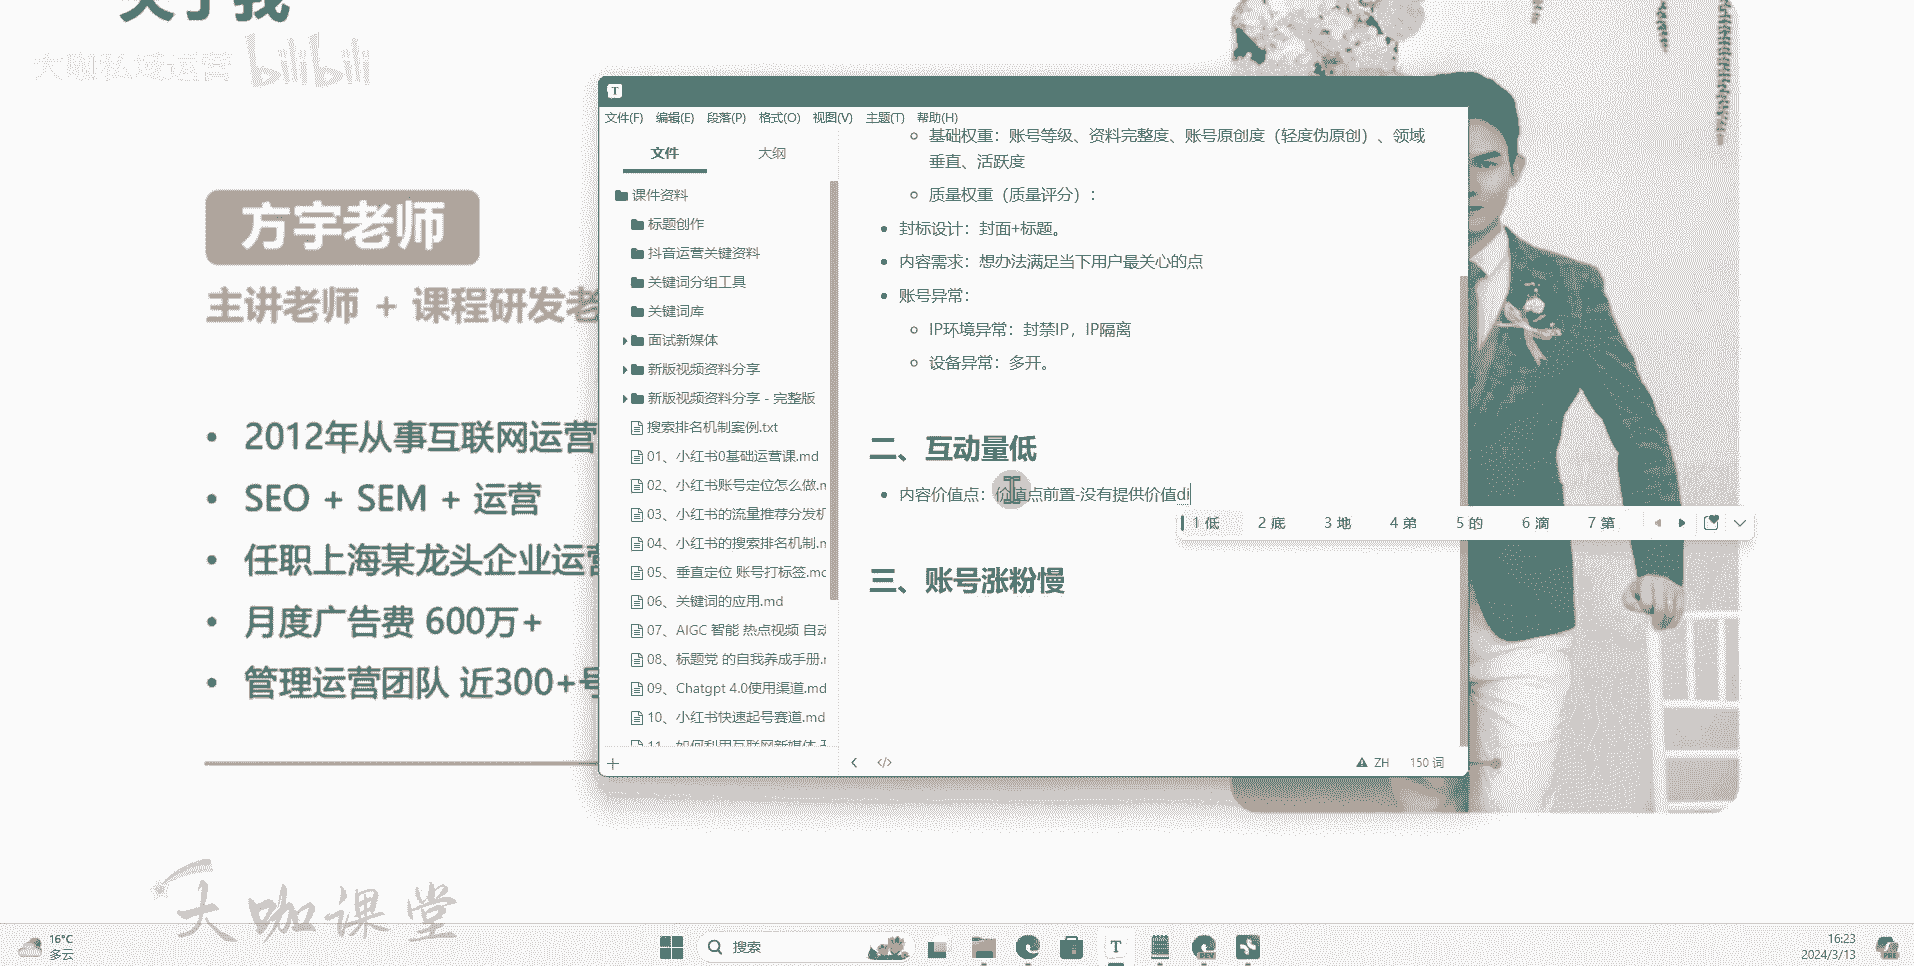 关于我
大咖私域运营 bilibili
方宇老师
主讲老师 + 课程研发老
2012年从事互联网运营
SEO + SEM + 运营
任职上海某龙头企业运营
月度广告费 600万+
管理运营团队 近300+号
大咖课堂
T
文件(F) 编辑(E) 段落(P) 格式(O) 视图(V) 主题(T) 帮助(H)
文件 大纲
课件资料
标题创作
抖音运营关键资料
关键词分组工具
关键词库
面试新媒体
新版视频资料分享
新版视频资料分享 - 完整版
搜索排名机制案例.txt
01、小红书0基础运营课.md
02、小红书账号定位怎么做.m
03、小红书的流量推荐分发机
04、小红书的搜索排名机制.m
05、垂直定位 账号打标签.md
06、关键词的应用.md
07、AIGC 智能 热点视频 自动
08、标题党 的自我养成手册.m
09、Chatgpt 4.0使用渠道.md
10、小红书快速起号赛道.md
11、如何利用互联网新媒体
基础权重：账号等级、资料完整度、账号原创度（轻度伪原创）、领域
垂直、活跃度
质量权重（质量评分）：
封标设计：封面+标题。
内容需求：想办法满足当下用户最关心的点
账号异常：
IP环境异常：封禁IP，IP隔离
设备异常：多开。
二、互动量低
内容价值点：价值点前置-没有提供价值di
1 低 2 底 3 地 4 弟 5 的 6 滴 7 第
三、账号涨粉慢
ZH 150 词
16°C
多云
搜索
16:23
2024/3/13